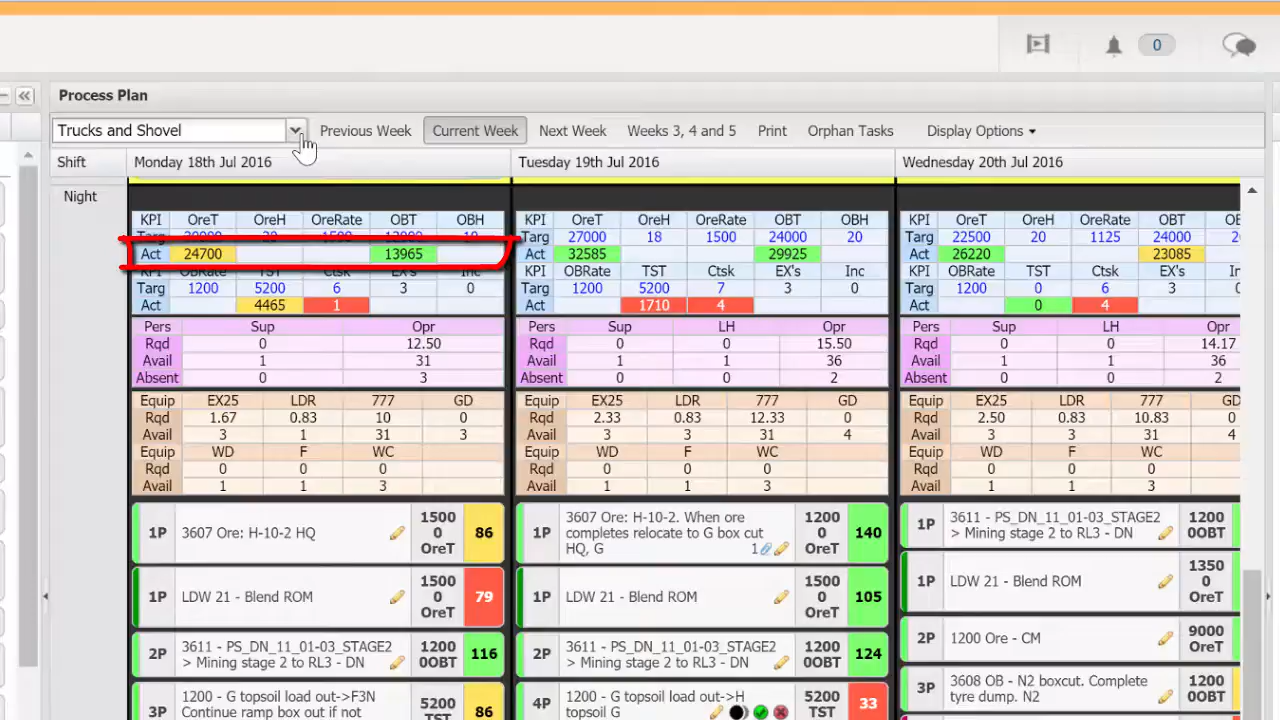 0
Process Plan
Trucks and Shovel Previous Week Current Week Next Week Weeks 3, 4 and 5 Print Orphan Tasks Display Options
Shift Monday 18th Jul 2016 Tuesday 19th Jul 2016 Wednesday 20th Jul 2016
Night
KPI OreT OreH OreRate OBT OBH
Targ
Act 24700 13965
KPI OBRate TST Ctsk EX's Inc
Targ 1200 5200 6 3 0
Act 4465 1
Pers Sup Opr
Rqd 0 12.50
Avail 1 31
Absent 0 3
Equip EX25 LDR 777 GD
Rqd 1.67 0.83 10 0
Avail 3 1 31 3
Equip WD F WC
Rqd 0 0 0
Avail 1 1 3
1P 3607 Ore: H-10-2 HQ 1500
0
OreT 86
1P LDW 21 - Blend ROM 1500
0
OreT 79
2P 3611 - PS_DN_11_01-03_STAGE2
> Mining stage 2 to RL3 - DN 1200
0OBT 116
3P 1200 - G topsoil load out->F3N
Continue ramp box out if not 5200
TST 86
KPI OreT OreH OreRate OBT OBH
Targ 27000 18 1500 24000 20
Act 32585 29925
KPI OBRate TST Ctsk EX's Inc
Targ 1200 5200 7 3 0
Act 1710 4
Pers Sup LH Opr
Rqd 0 0 15.50
Avail 1 1 36
Absent 0 0 2
Equip EX25 LDR 777 GD
Rqd 2.33 0.83 12.33 0
Avail 3 3 31 4
Equip WD F WC
Rqd 0 0 0
Avail 1 1 3
1P 3607 Ore: H-10-2. When ore
completes relocate to G box cut
HQ, G 1 1200
0
OreT 140
1P LDW 21 - Blend ROM 1500
0
OreT 105
2P 3611 - PS_DN_11_01-03_STAGE2
> Mining stage 2 to RL3 - DN 1200
0OBT 124
4P 1200 - G topsoil load out->H
topsoil G 5200
TST 33
KPI OreT OreH OreRate OBT
Targ 22500 20 1125 24000
Act 26220 23085
KPI OBRate TST Ctsk EX's Inc
Targ 1200 0 6 3 0
Act 0 4
Pers Sup LH Opr
Rqd 0 0 14.17
Avail 1 1 36
Absent 0 0 2
Equip EX25 LDR 777
Rqd 2.50 0.83 10.83 0
Avail 3 3 31 4
Equip WD F WC
Rqd 0 0 0
Avail 1 1 3
1P 3611 - PS_DN_11_01-03_STAGE2
> Mining stage 2 to RL3 - DN 1200
0OBT
1P LDW 21 - Blend ROM 1350
0
OreT
2P 1200 Ore - CM 9000
OreT
3P 3608 OB - N2 boxcut. Complete
tyre dump. N2 1200
0OBT